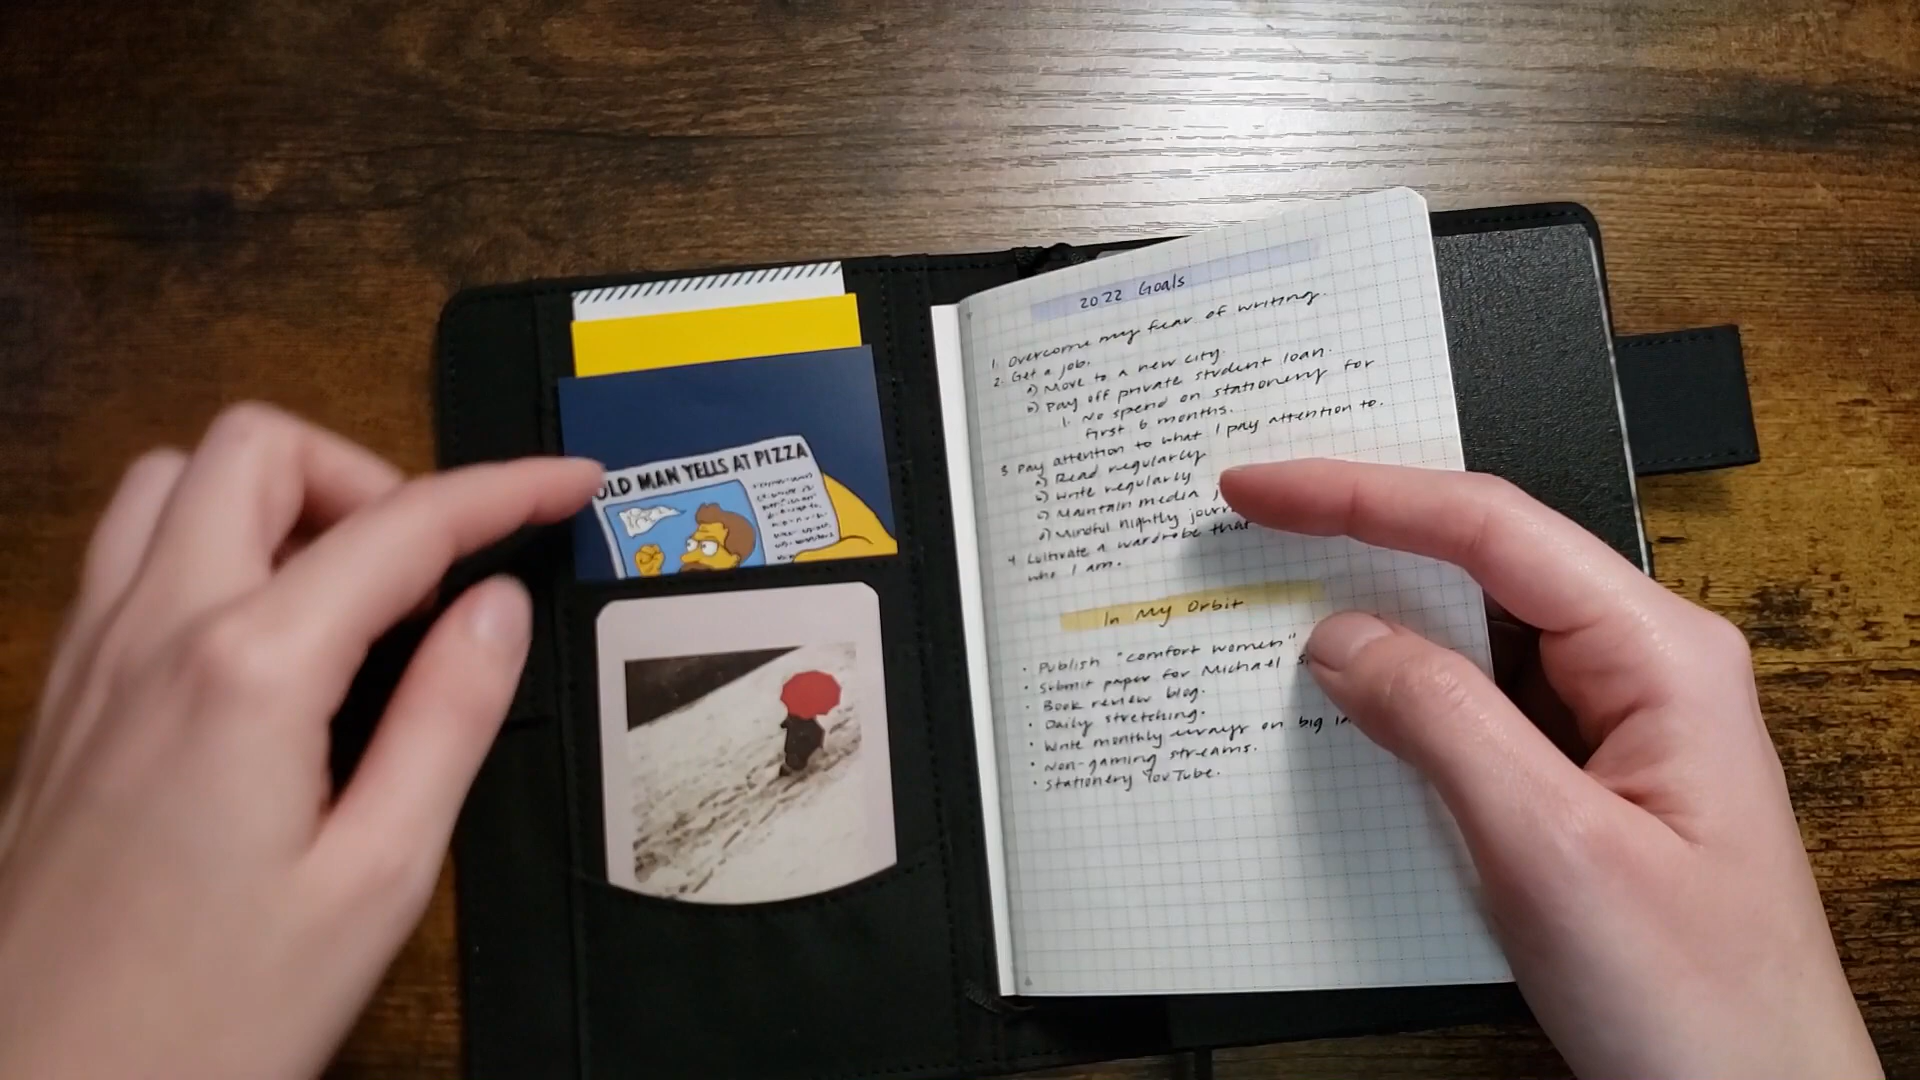 OLD MAN YELLS AT PIZZA
2022 Goals
1. Overcome my fear of writing.
2. Get a job.
a) Move to a new city.
b) Pay off private student loan.
1. No spend on stationery for
first 6 months.
3 Pay attention to what I pay attention to.
a) Read regularly
b) Write regularly
c) Maintain media
d) Mindful nightly
4 Cultivate a wardrobe that
who I am.
In My Orbit
• Publish "comfort women"
• Submit paper for Michael
• Book review blog.
• Daily stretching.
• Write monthly essays on big
• Non-gaming streams.
• Stationery YouTube.